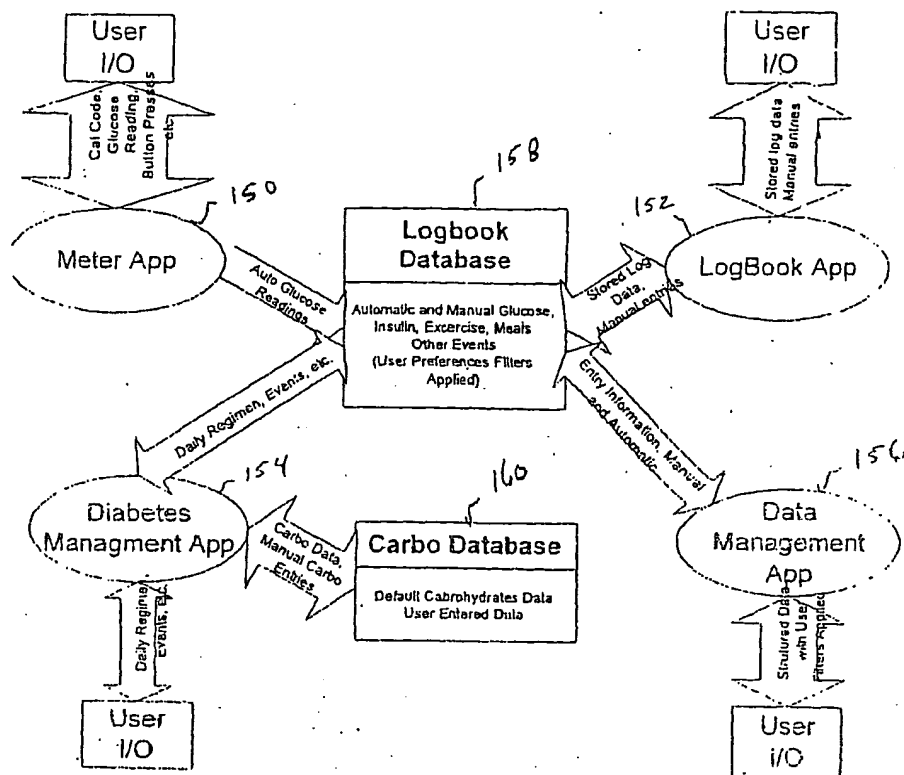 User
I/O
User
I/O
Cal Code,
Glucose
Reading,
Button Presses
etc.
Stored log data
Manual entries
150
158
152
Meter App
Logbook
Database
LogBook App
Auto Glucose
Readings
Stored Log
Data,
Manual entries
Automatic and Manual Glucose,
Insulin, Excercise, Meals
Other Events
(User Preferences Filters
Applied)
Daily Regimen, Events, etc.
Entry Information, Manual
and Automatic
154
160
156
Diabetes
Managment App
Carbo Data,
Manual Carbo
Entries
Carbo Database
Default Cabrohydrates Data
User Entered Data
Data
Management
App
Daily Regimen
Events, etc.
Strutured Data
with User
Filters Applied
User
I/O
User
I/O